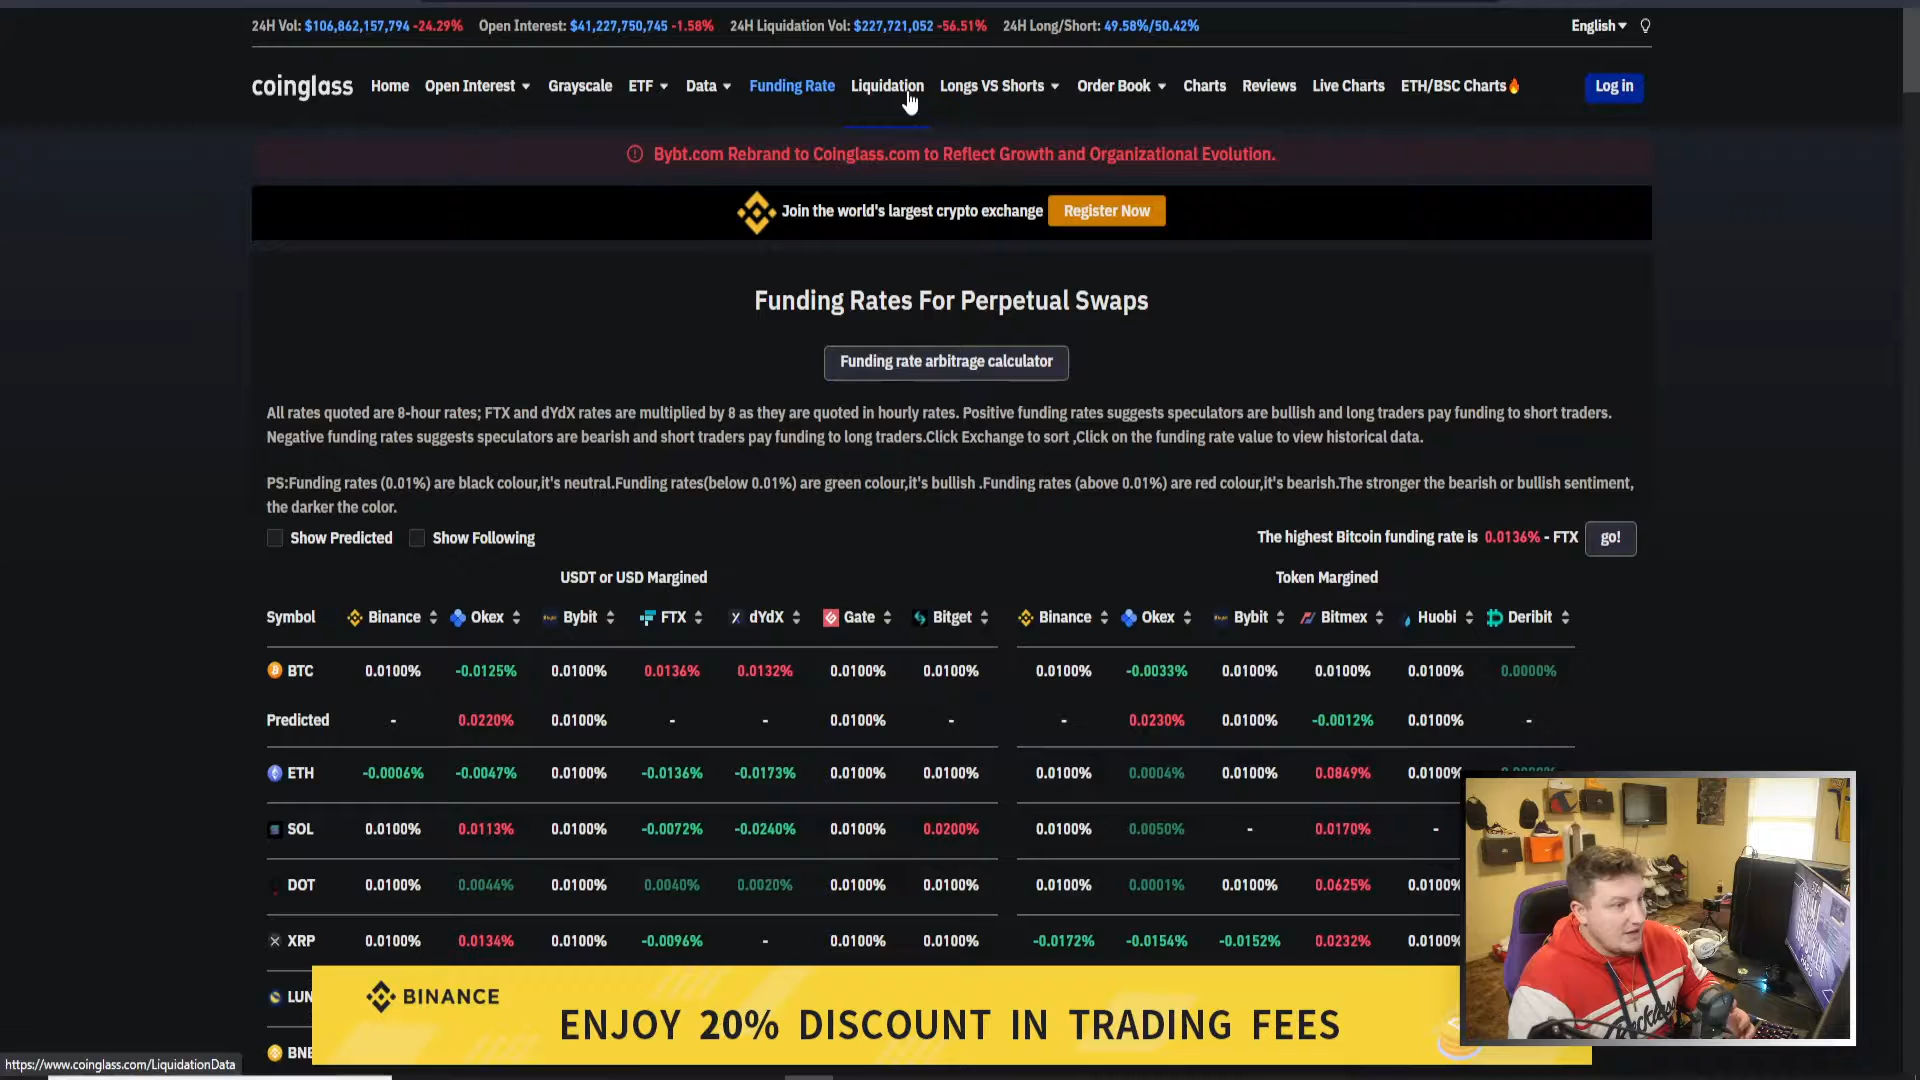 24H Vol: $106,862,157,794 -24.29% Open Interest: $41,227,750,745 -1.58% 24H Liquidation Vol: $227,721,052 -56.51% 24H Long/Short: 49.58%/50.42% English
coinglass Home Open Interest Grayscale ETF Data Funding Rate Liquidation Longs VS Shorts Order Book Charts Reviews Live Charts ETH/BSC Charts Log in
Bybt.com Rebrand to Coinglass.com to Reflect Growth and Organizational Evolution.
Join the world's largest crypto exchange Register Now
Funding Rates For Perpetual Swaps
Funding rate arbitrage calculator
All rates quoted are 8-hour rates; FTX and dYdX rates are multiplied by 8 as they are quoted in hourly rates. Positive funding rates suggests speculators are bullish and long traders pay funding to short traders.
Negative funding rates suggests speculators are bearish and short traders pay funding to long traders.Click Exchange to sort ,Click on the funding rate value to view historical data.
PS:Funding rates (0.01%) are black colour,it's neutral.Funding rates(below 0.01%) are green colour,it's bullish .Funding rates (above 0.01%) are red colour,it's bearish.The stronger the bearish or bullish sentiment,
the darker the color.
Show Predicted Show Following The highest Bitcoin funding rate is 0.0136% - FTX go!
USDT or USD Margined Token Margined
Symbol Binance Okex Bybit FTX dYdX Gate Bitget Binance Okex Bybit Bitmex Huobi Deribit
BTC 0.0100% -0.0125% 0.0100% 0.0136% 0.0132% 0.0100% 0.0100% 0.0100% -0.0033% 0.0100% 0.0100% 0.0100% 0.0000%
Predicted - 0.0220% 0.0100% - - 0.0100% - - 0.0230% 0.0100% -0.0012% 0.0100% -
ETH -0.0006% -0.0047% 0.0100% -0.0136% -0.0173% 0.0100% 0.0100% 0.0100% 0.0004% 0.0100% 0.0849% 0.0100%
SOL 0.0100% 0.0113% 0.0100% -0.0072% -0.0240% 0.0100% 0.0200% 0.0100% 0.0050% - 0.0170% -
DOT 0.0100% 0.0044% 0.0100% 0.0040% 0.0020% 0.0100% 0.0100% 0.0100% 0.0001% 0.0100% 0.0625% 0.0100%
XRP 0.0100% 0.0134% 0.0100% -0.0096% - 0.0100% 0.0100% -0.0172% -0.0154% -0.0152% 0.0232% 0.0100%
LUN
BINANCE
ENJOY 20% DISCOUNT IN TRADING FEES
BNB
https://www.coinglass.com/LiquidationData